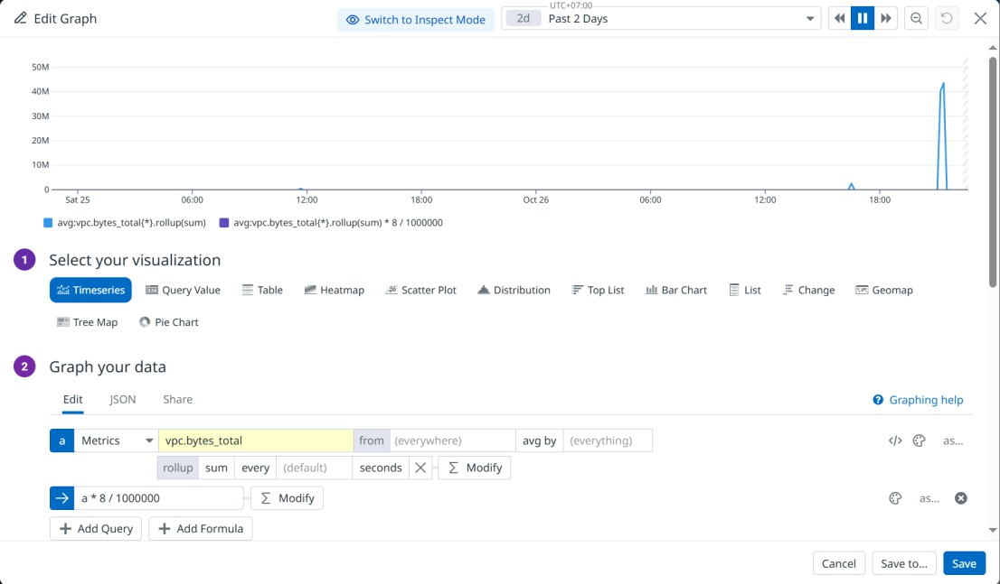 Edit Graph
Switch to Inspect Mode
UTC+07:00
2d Past 2 Days
50M
40M
30M
20M
10M
0
Sat 25 06:00 12:00 18:00 Oct 26 06:00 12:00 18:00
avg:vpc.bytes_total{*}.rollup(sum) avg:vpc.bytes_total{*}.rollup(sum) * 8 / 1000000
1 Select your visualization
Timeseries Query Value Table Heatmap Scatter Plot Distribution Top List Bar Chart List Change Geomap
Tree Map Pie Chart
2 Graph your data
Edit JSON Share Graphing help
a Metrics vpc.bytes_total from (everywhere) avg by (everything) </> as...
rollup sum every (default) seconds Σ Modify
a * 8 / 1000000 Σ Modify as...
+ Add Query + Add Formula
Cancel Save to... Save